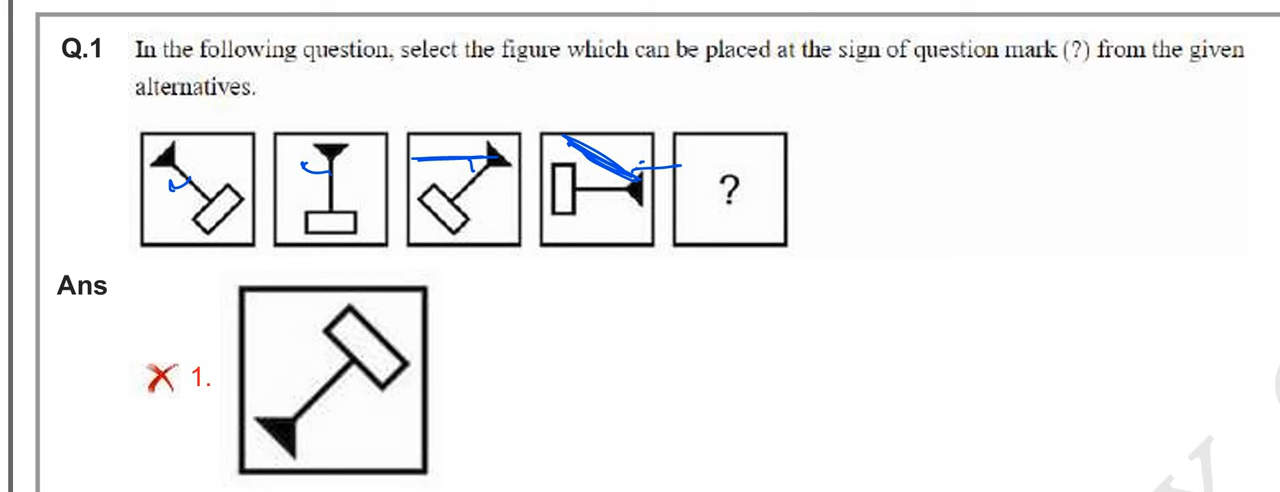 Q.1 In the following question, select the figure which can be placed at the sign of question mark (?) from the given
alternatives.
?
Ans
1.